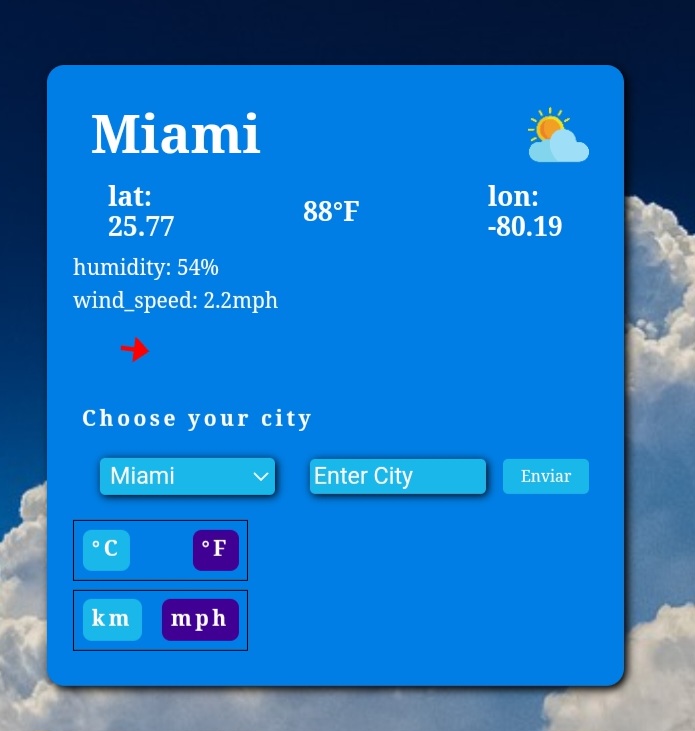 Miami
lat:
25.77
88°F
lon:
-80.19
humidity: 54%
wind_speed: 2.2mph
Choose your city
Miami
Enter City
Enviar
°C
°F
km
mph